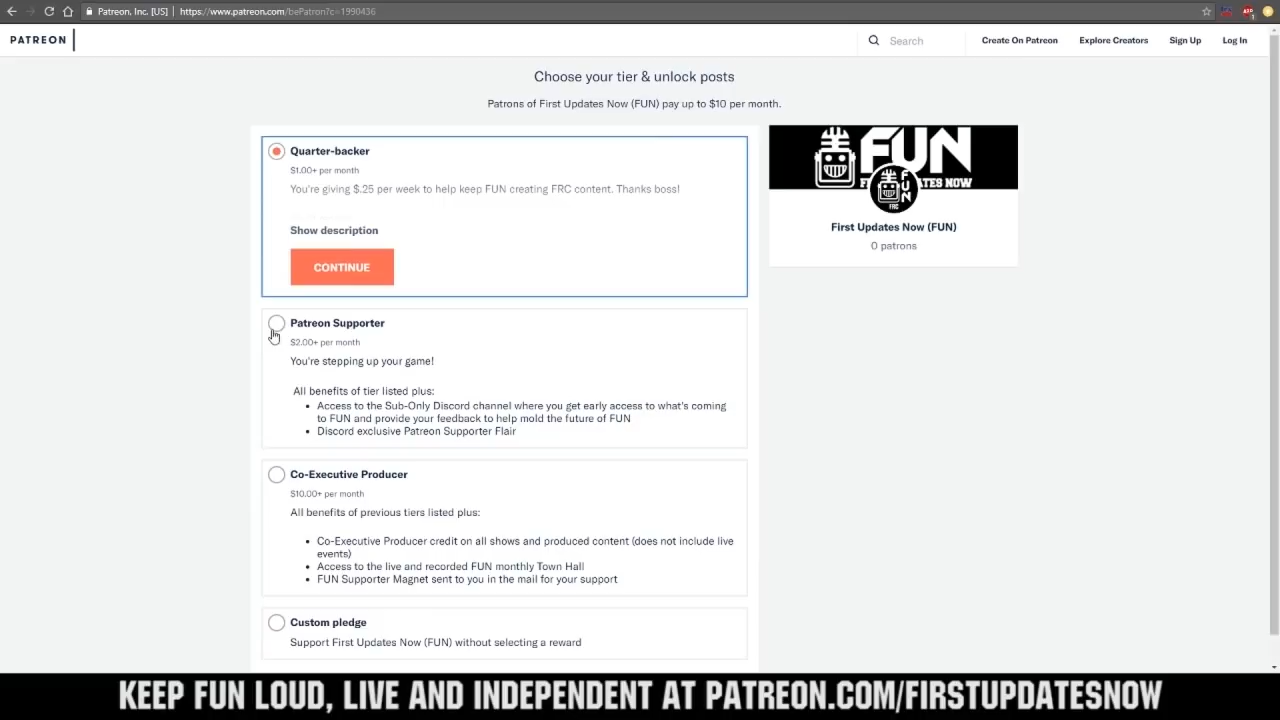 Patreon, Inc. [US] | https://www.patreon.com/bePatron?c=1990436
PATREON
Search
Create On Patreon
Explore Creators
Sign Up
Log In
Choose your tier & unlock posts
Patrons of First Updates Now (FUN) pay up to $10 per month.
Quarter-backer
$1.00+ per month
You're giving $.25 per week to help keep FUN creating FRC content. Thanks boss!
Show description
CONTINUE
Patreon Supporter
$2.00+ per month
You're stepping up your game!
All benefits of tier listed plus:
• Access to the Sub-Only Discord channel where you get early access to what's coming
to FUN and provide your feedback to help mold the future of FUN
• Discord exclusive Patreon Supporter Flair
Co-Executive Producer
$10.00+ per month
All benefits of previous tiers listed plus:
• Co-Executive Producer credit on all shows and produced content (does not include live
events)
• Access to the live and recorded FUN monthly Town Hall
• FUN Supporter Magnet sent to you in the mail for your support
Custom pledge
Support First Updates Now (FUN) without selecting a reward
FUN
TES NOW
FUN
FRC
First Updates Now (FUN)
0 patrons
KEEP FUN LOUD, LIVE AND INDEPENDENT AT PATREON.COM/FIRSTUPDATESNOW